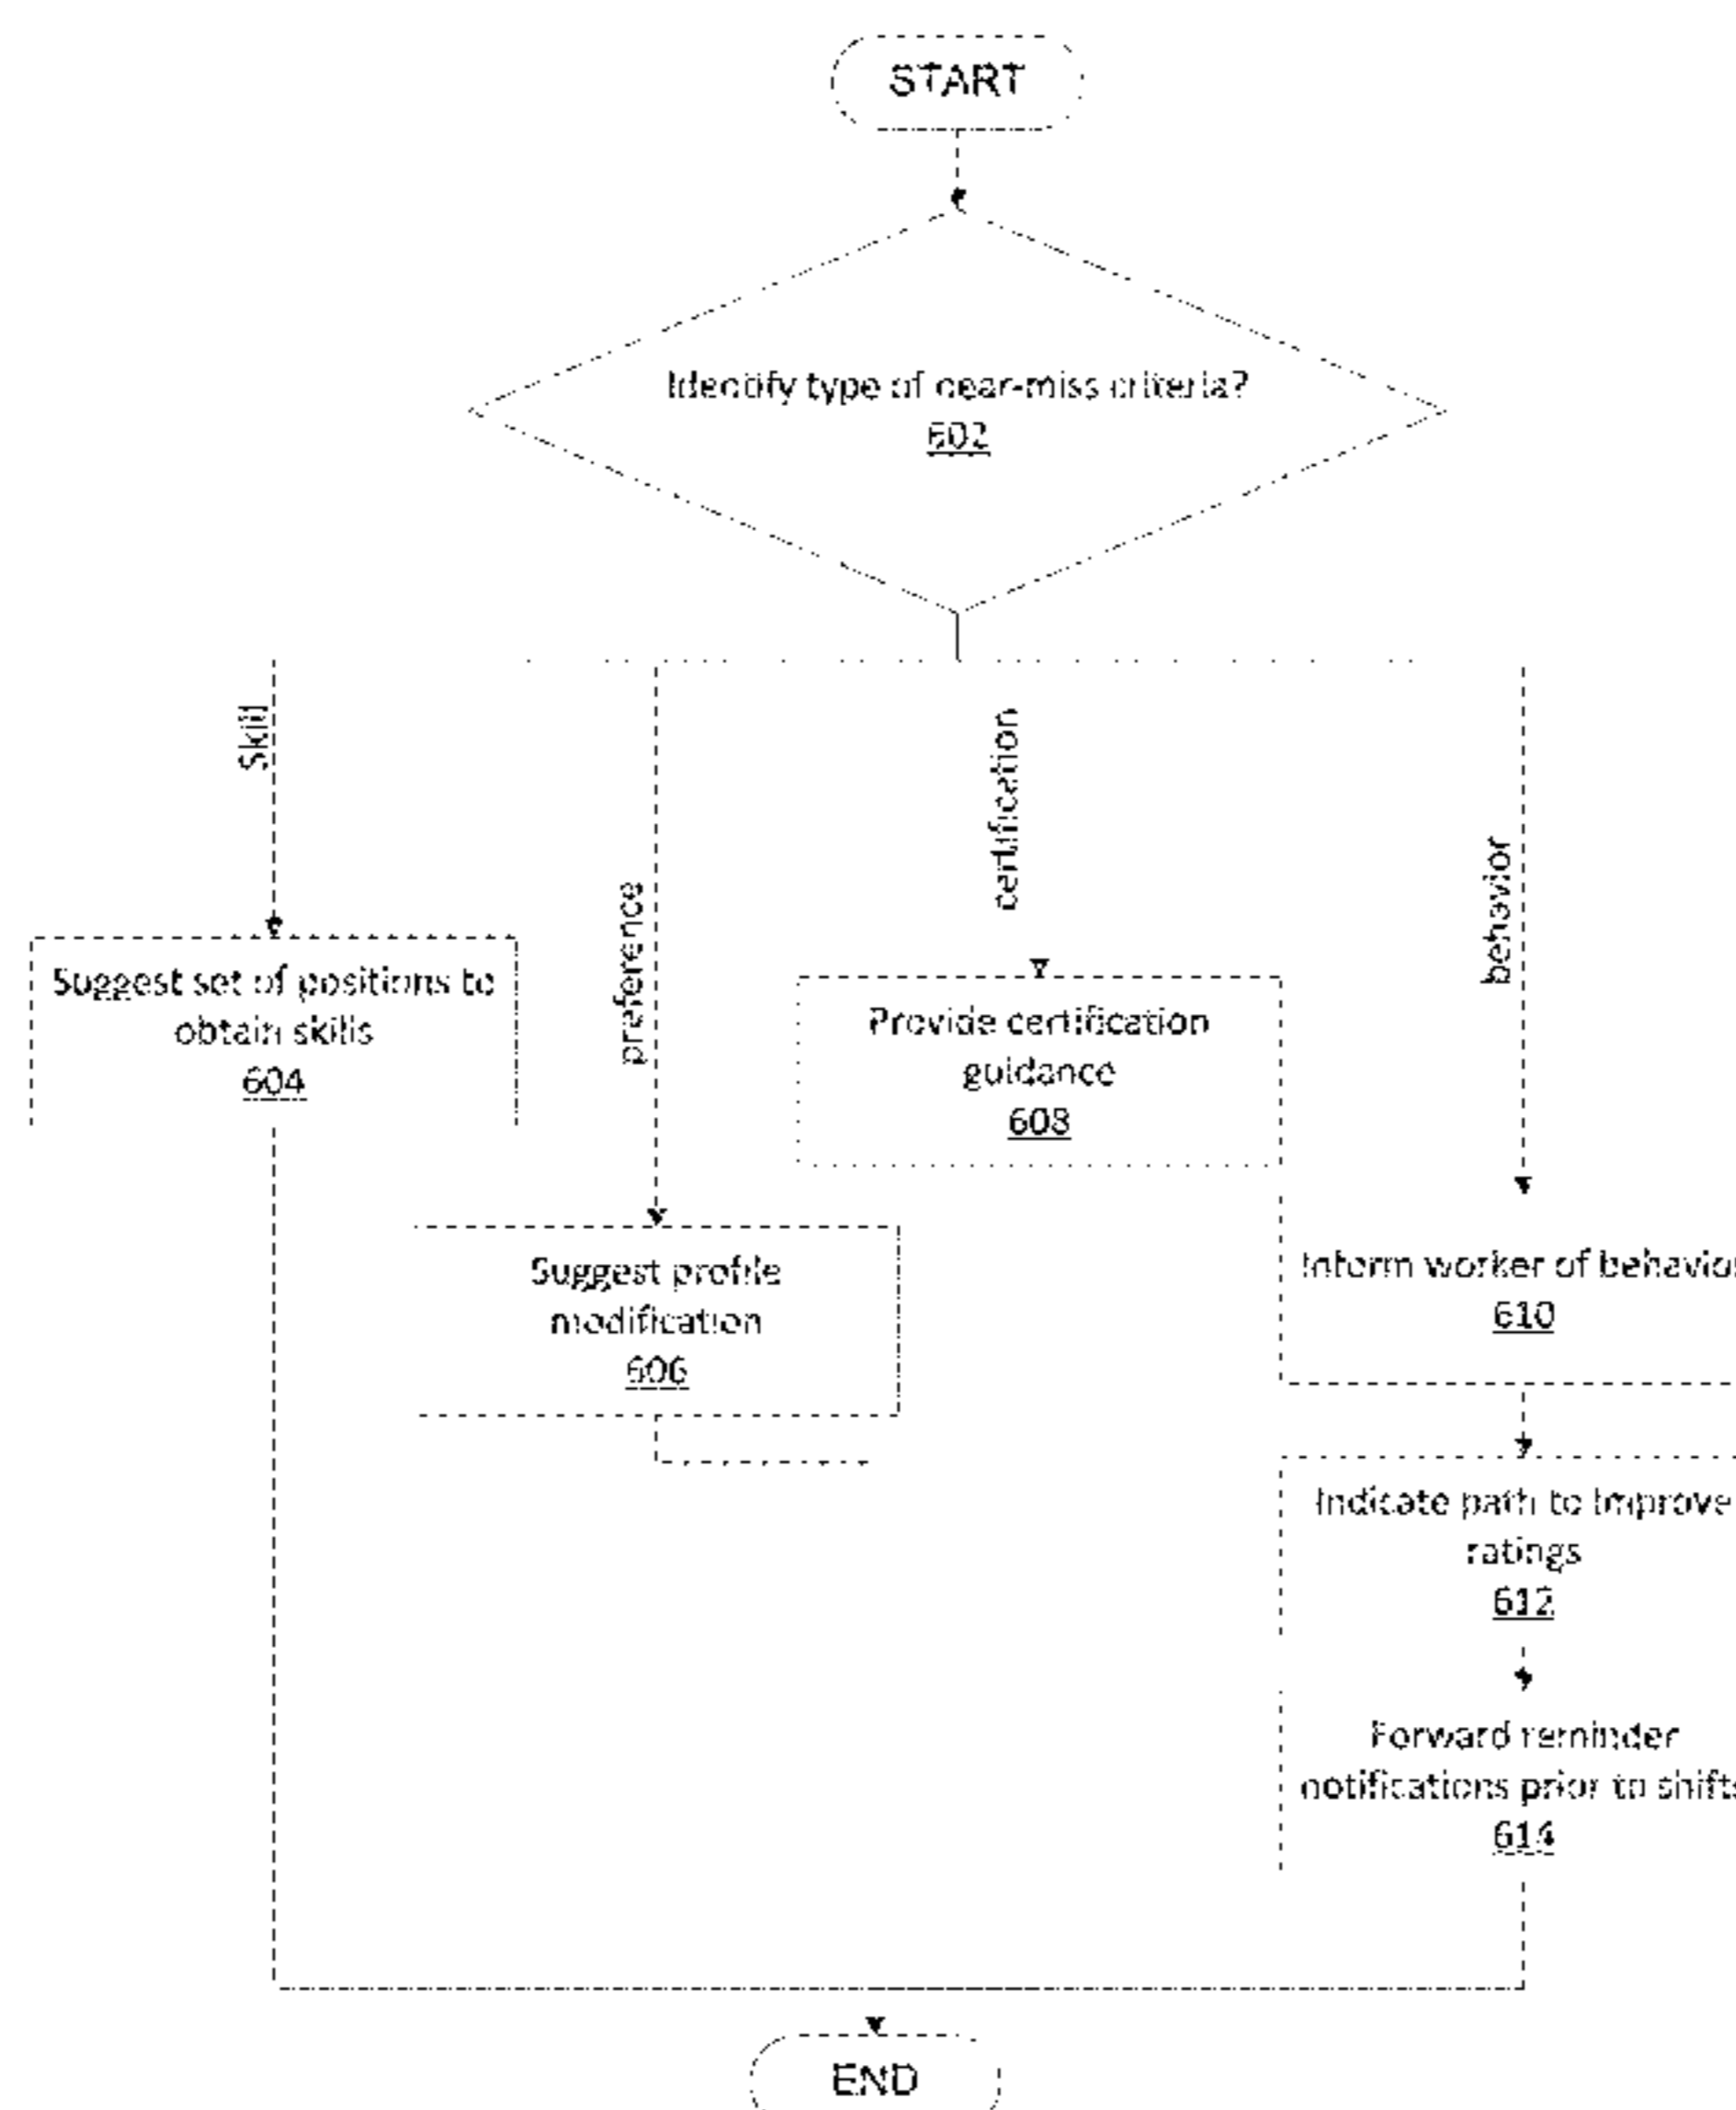 START
Identify type of near-miss criteria?
602
Skill
preference
certification
behavior
Suggest set of positions to
obtain skills
604
Provide certification
guidance
608
Suggest profile
modification
606
Inform worker of behavior
610
Indicate path to improve
ratings
612
Forward reminder
notifications prior to shifts
614
END